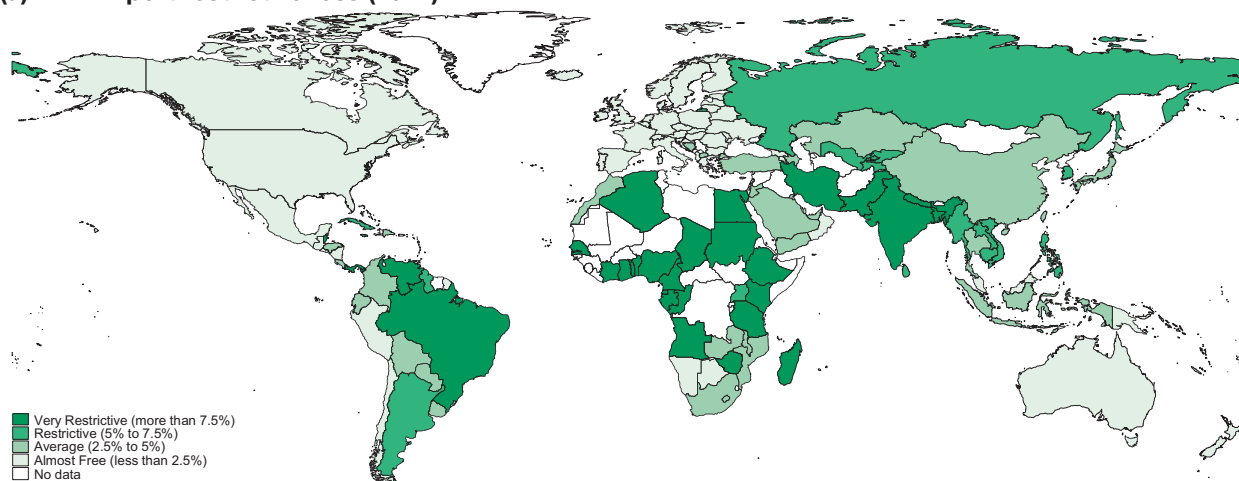 Very Restrictive (more than 7.5%)
Restrictive (5% to 7.5%)
Average (2.5% to 5%)
Almost Free (less than 2.5%)
No data